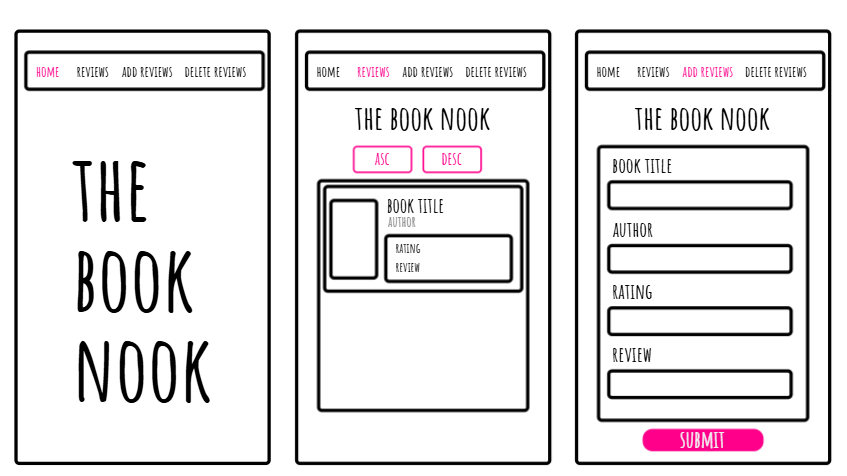 HOME REVIEWS ADD REVIEWS DELETE REVIEWS
THE
BOOK
NOOK
HOME REVIEWS ADD REVIEWS DELETE REVIEWS
THE BOOK NOOK
ASC DESC
BOOK TITLE
AUTHOR
RATING
REVIEW
HOME REVIEWS ADD REVIEWS DELETE REVIEWS
THE BOOK NOOK
BOOK TITLE
AUTHOR
RATING
REVIEW
SUBMIT